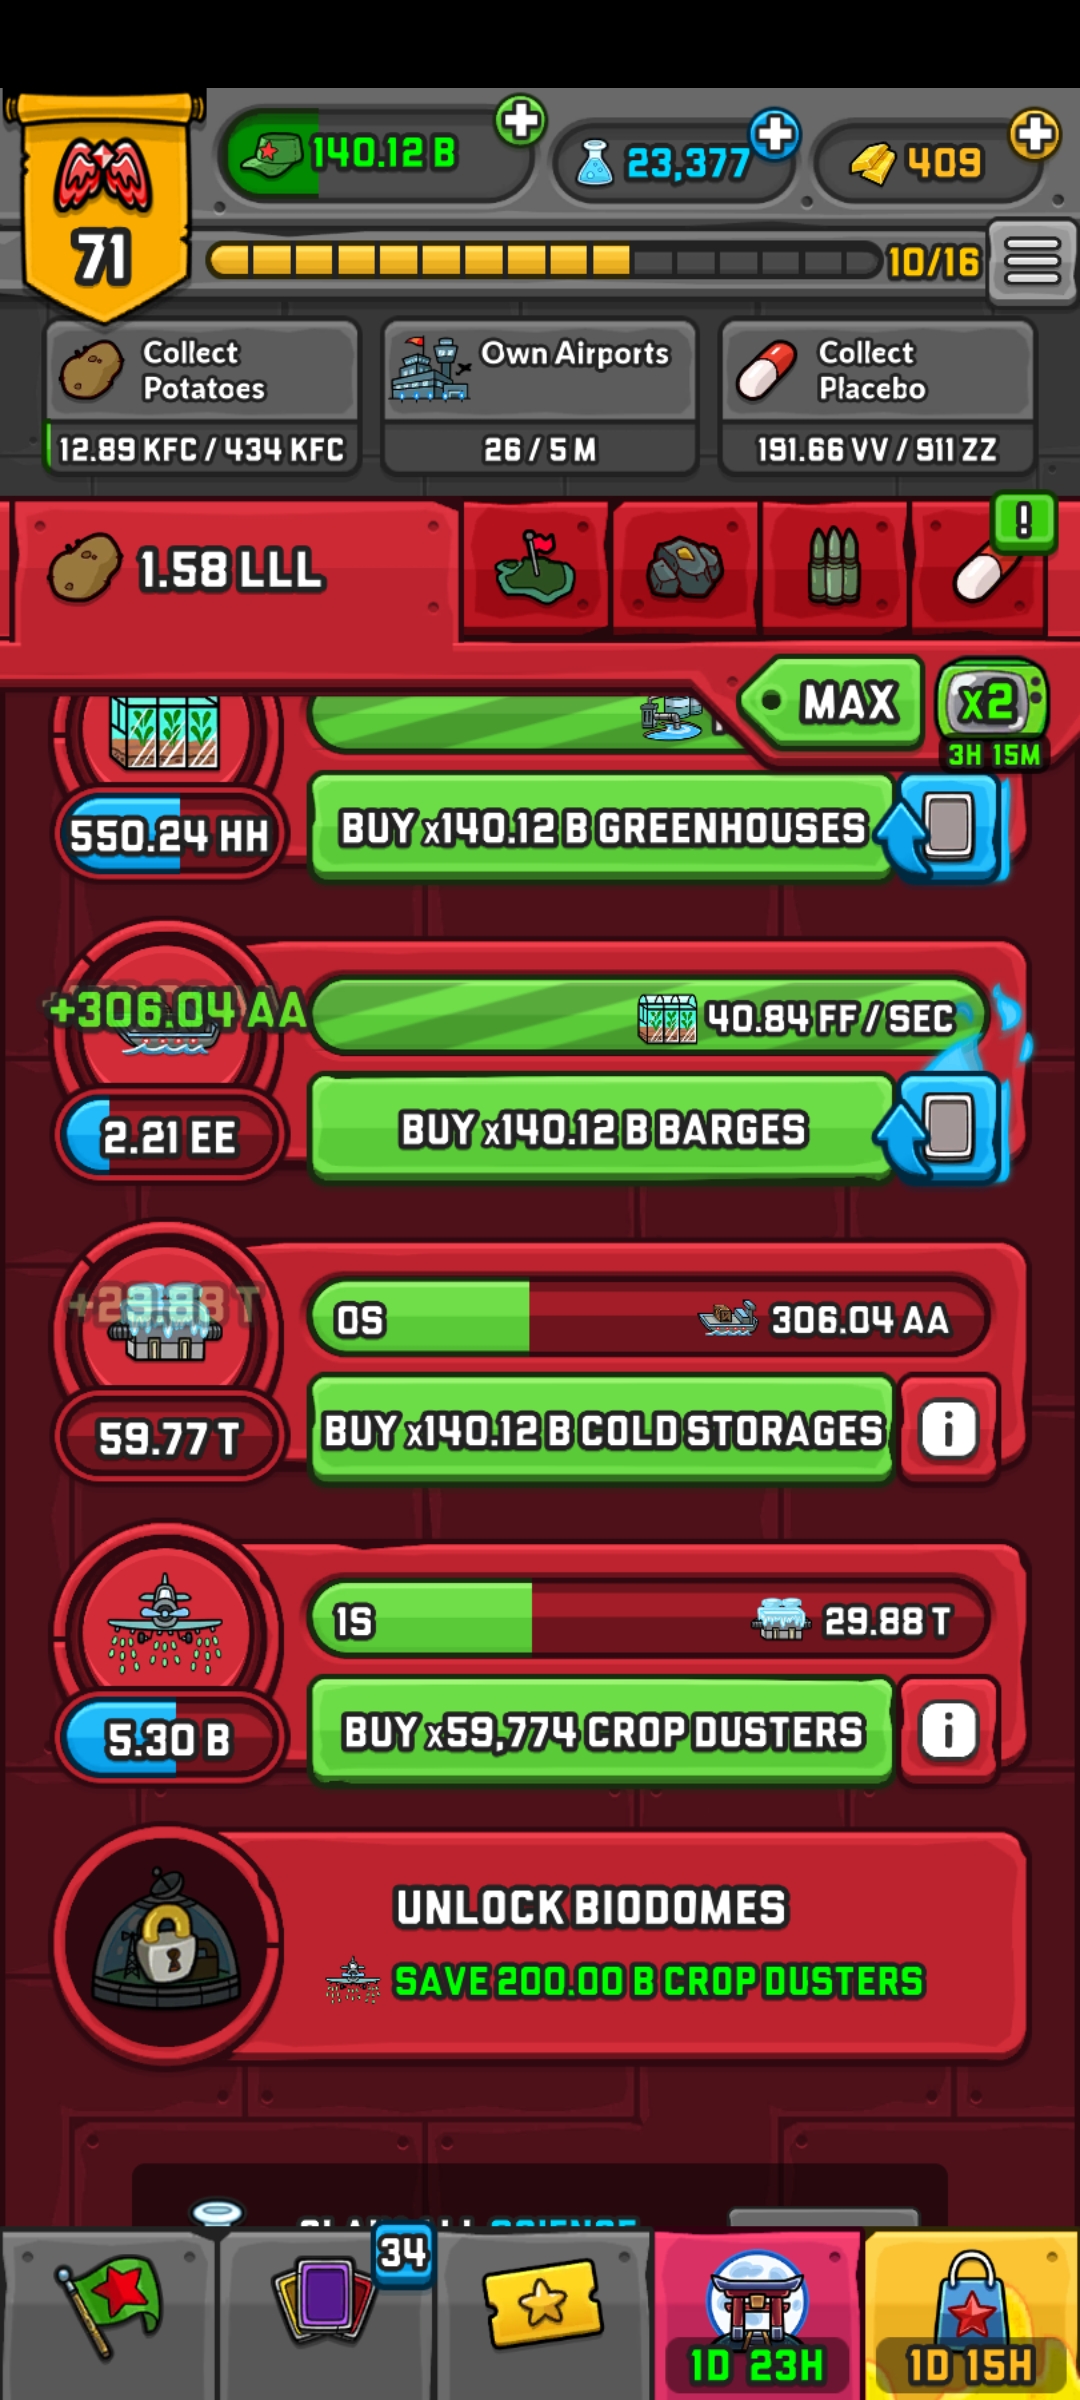 140.12 B
23,377
409
71
10/16
Collect
Potatoes
12.89 KFC / 434 KFC
Own Airports
26 / 5 M
Collect
Placebo
191.66 VV / 911 ZZ
1.58 LLL
!
MAX
x2
3H 15M
550.24 HH
BUY x140.12 B GREENHOUSES
+306.04 AA
40.84 FF / SEC
2.21 EE
BUY x140.12 B BARGES
+29.88 T
0S
306.04 AA
59.77 T
BUY x140.12 B COLD STORAGES
i
1S
29.88 T
5.30 B
BUY x59,774 CROP DUSTERS
i
UNLOCK BIODOMES
SAVE 200.00 B CROP DUSTERS
SCIENCE
34
1D 23H
1D 15H